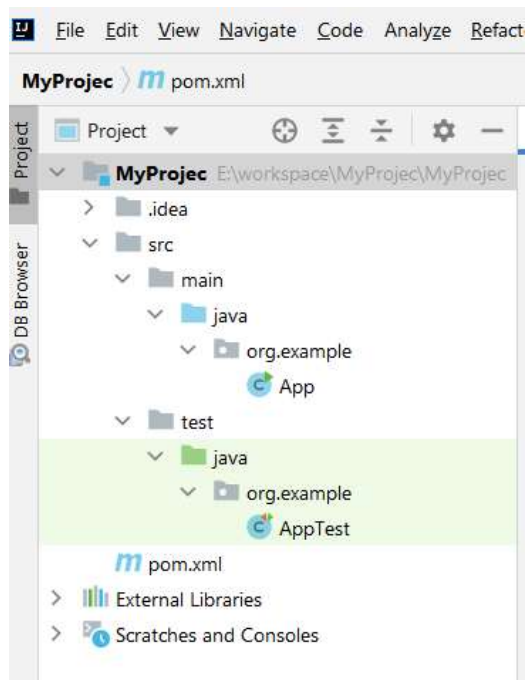 File Edit View Navigate Code Analyze Refact
MyProjec pom.xml
Project
Project
DB Browser
MyProjec E:\workspace\MyProjec\MyProjec
.idea
src
main
java
org.example
App
test
java
org.example
AppTest
pom.xml
External Libraries
Scratches and Consoles